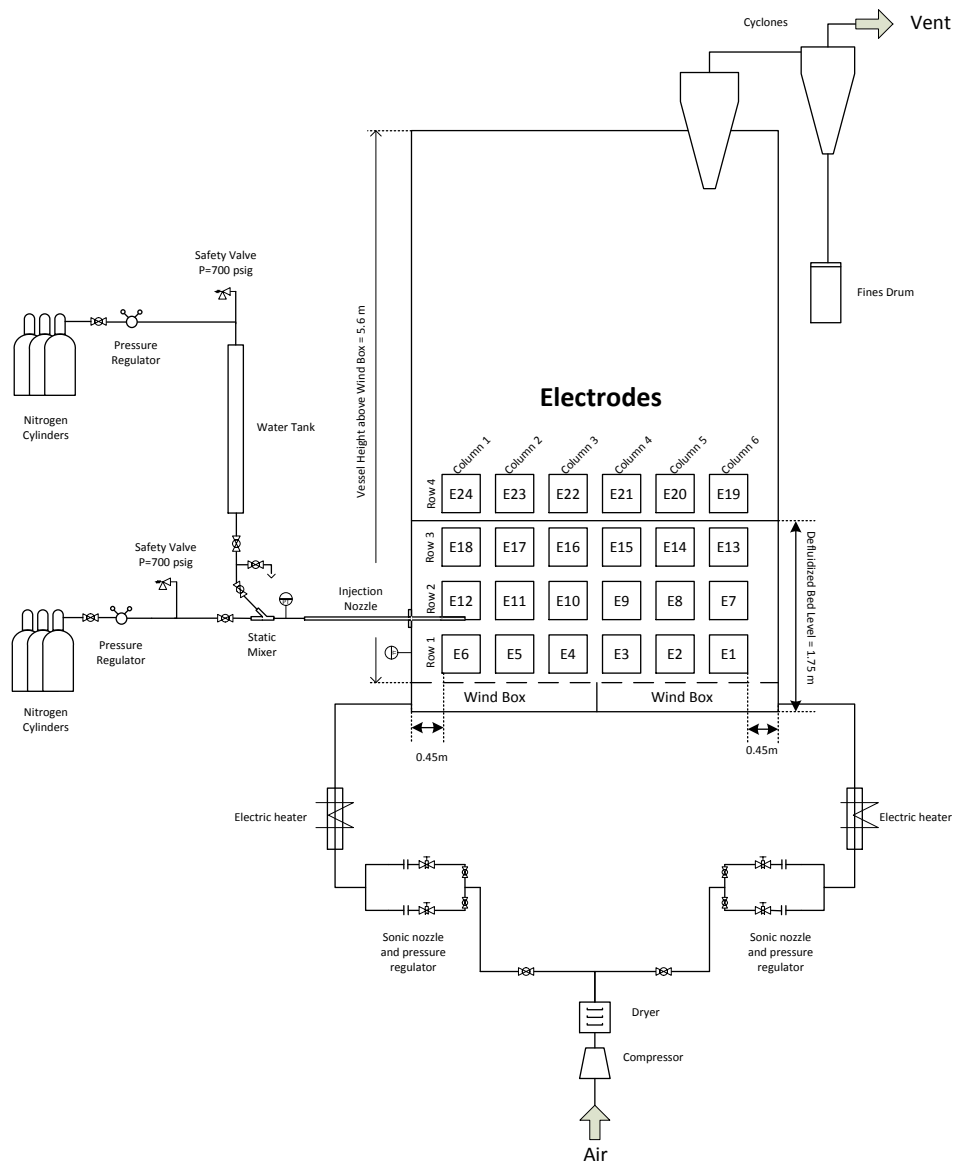 Cyclones
Vent
Fines Drum
Safety Valve
P=700 psig
Pressure
Regulator
Nitrogen
Cylinders
Water Tank
Vessel Height above Wind Box = 5.6 m
Electrodes
Column 1
Column 2
Column 3
Column 4
Column 5
Column 6
Row 4
E24
E23
E22
E21
E20
E19
Row 3
E18
E17
E16
E15
E14
E13
Row 2
E12
E11
E10
E9
E8
E7
Row 1
E6
E5
E4
E3
E2
E1
Defluidized Bed Level = 1.75 m
Safety Valve
P=700 psig
Injection
Nozzle
PT
Pressure
Regulator
Static
Mixer
Nitrogen
Cylinders
Wind Box
Wind Box
0.45m
0.45m
Electric heater
Electric heater
Sonic nozzle
and pressure
regulator
Sonic nozzle
and pressure
regulator
Dryer
Compressor
Air